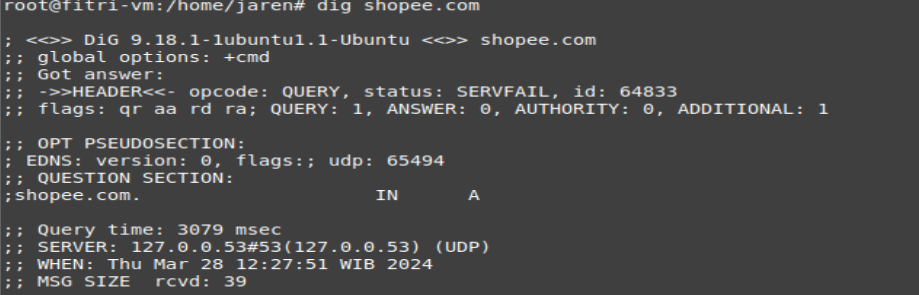 root@fitri-vm:/home/jaren# dig shopee.com
; <<>> DiG 9.18.1-1ubuntu1.1-Ubuntu <<>> shopee.com
;; global options: +cmd
;; Got answer:
;; ->>HEADER<<- opcode: QUERY, status: SERVFAIL, id: 64833
;; flags: qr aa rd ra; QUERY: 1, ANSWER: 0, AUTHORITY: 0, ADDITIONAL: 1
;; OPT PSEUDOSECTION:
; EDNS: version: 0, flags:; udp: 65494
;; QUESTION SECTION:
;shopee.com. IN A
;; Query time: 3079 msec
;; SERVER: 127.0.0.53#53(127.0.0.53) (UDP)
;; WHEN: Thu Mar 28 12:27:51 WIB 2024
;; MSG SIZE rcvd: 39